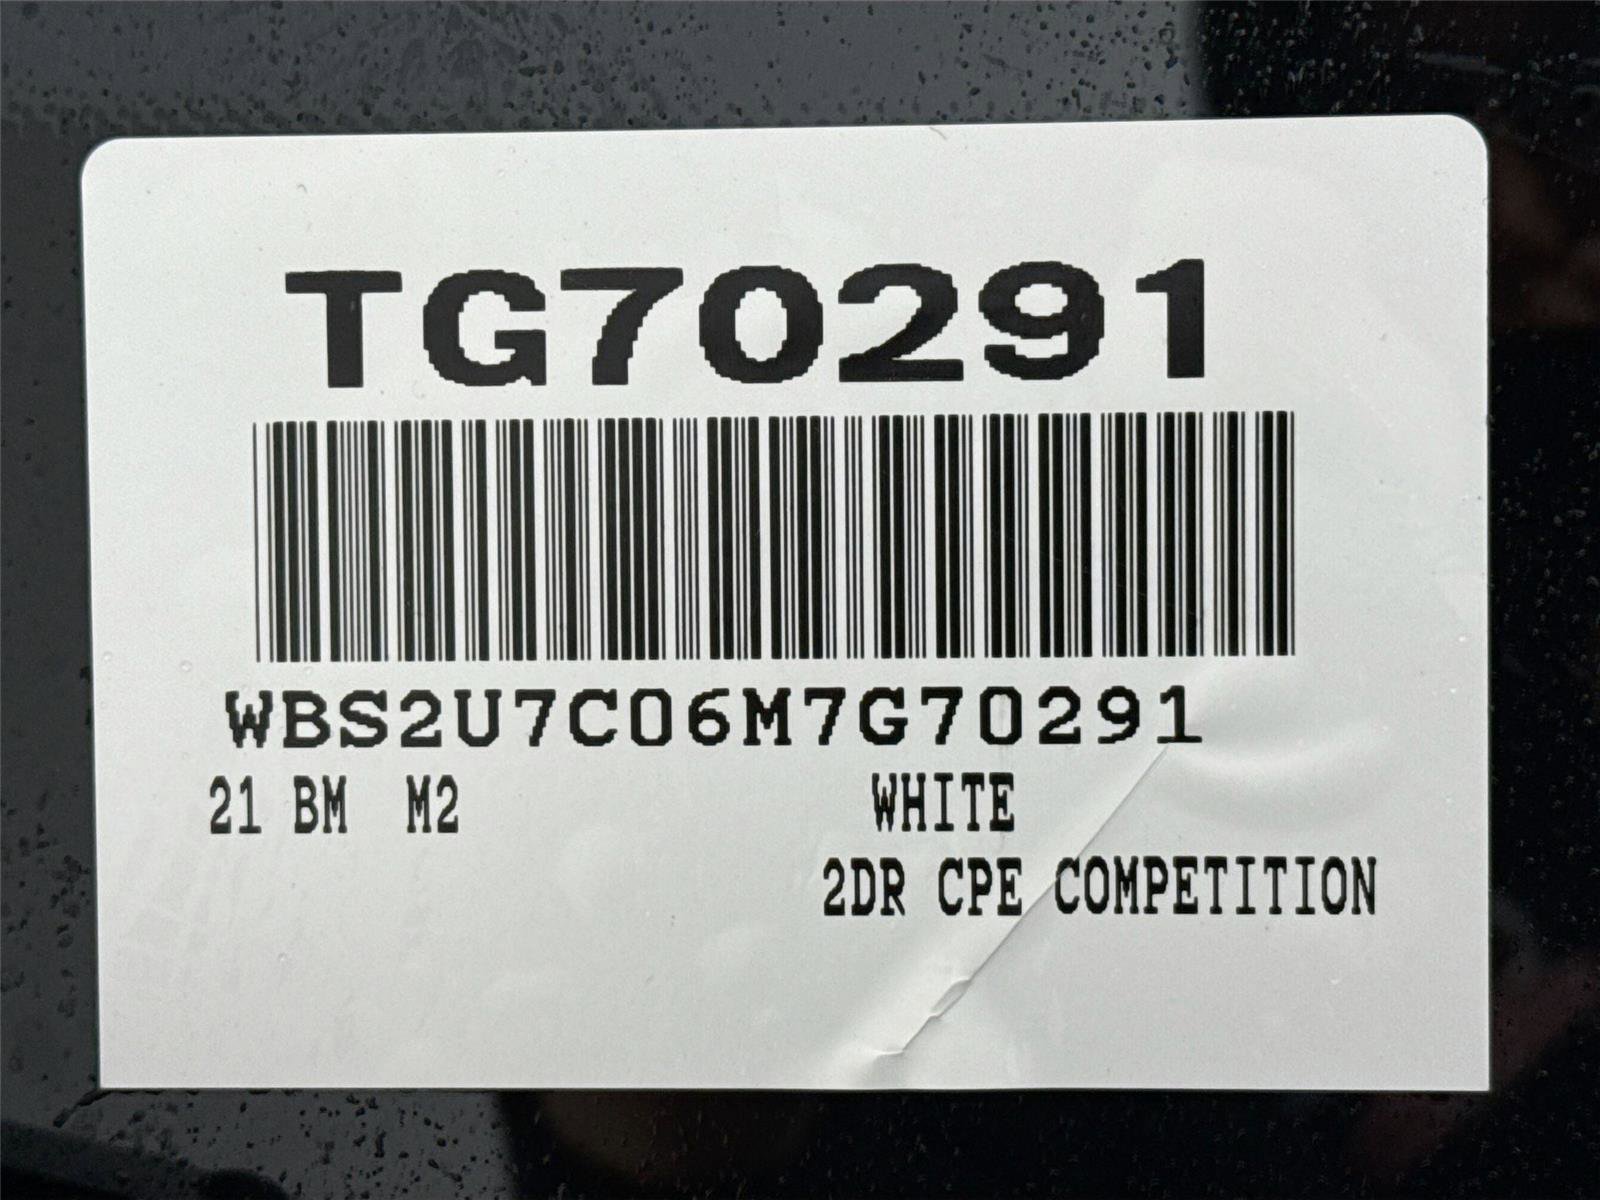 TG70291
WBS2U7C06M7G70291
21 BM M2 WHITE
2DR CPE COMPETITION